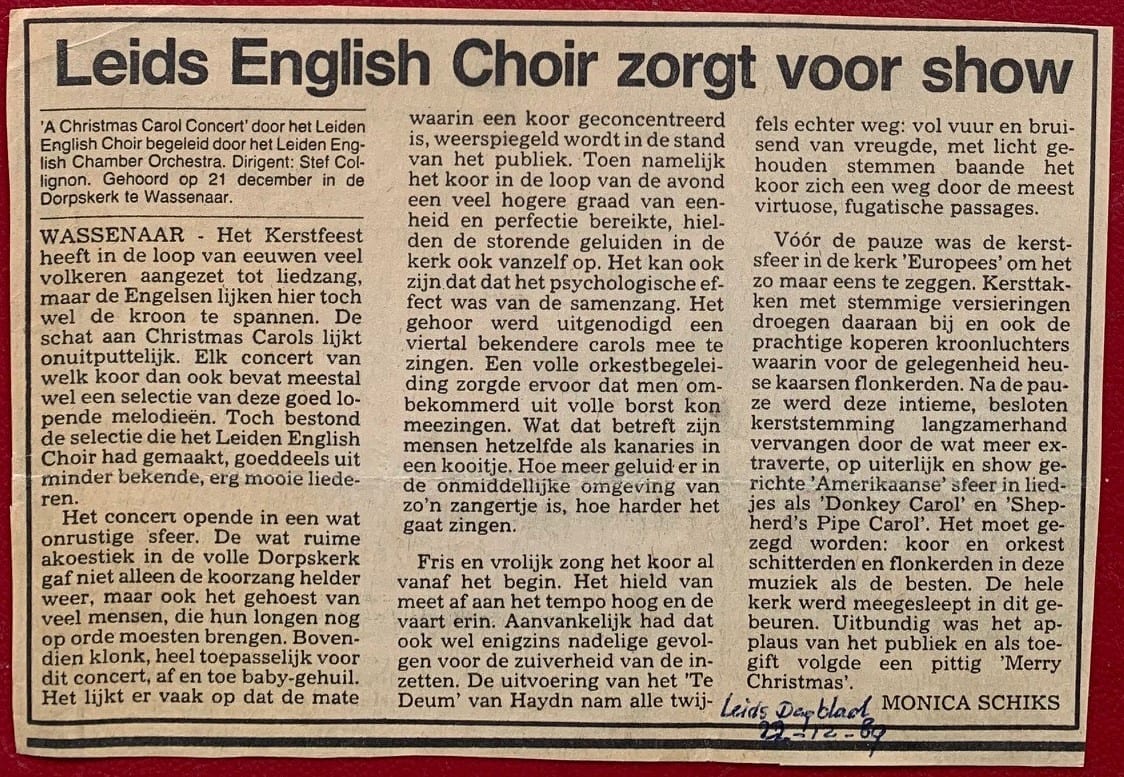 Leids English Choir zorgt voor show
'A Christmas Carol Concert' door het Leiden
English Choir begeleid door het Leiden Eng-
lish Chamber Orchestra. Dirigent: Stef Col-
lignon. Gehoord op 21 december in de
Dorpskerk te Wassenaar.
WASSENAAR - Het Kerstfeest
heeft in de loop van eeuwen veel
volkeren aangezet tot liedzang,
maar de Engelsen lijken hier toch
wel de kroon te spannen. De
schat aan Christmas Carols lijkt
onuitputtelijk. Elk concert van
welk koor dan ook bevat meestal
wel een selectie van deze goed lo-
pende melodieën. Toch bestond
de selectie die het Leiden English
Choir had gemaakt, goeddeels uit
minder bekende, erg mooie liede-
ren.
Het concert opende in een wat
onrustige sfeer. De wat ruime
akoestiek in de volle Dorpskerk
gaf niet alleen de koorzang helder
weer, maar ook het gehoest van
veel mensen, die hun longen nog
op orde moesten brengen. Boven-
dien klonk, heel toepasselijk voor
dit concert, af en toe baby-gehuil.
Het lijkt er vaak op dat de mate
waarin een koor geconcentreerd
is, weerspiegeld wordt in de stand
van het publiek. Toen namelijk
het koor in de loop van de avond
een veel hogere graad van een-
heid en perfectie bereikte, hiel-
den de storende geluiden in de
kerk ook vanzelf op. Het kan ook
zijn dat dat het psychologische ef-
fect was van de samenzang. Het
gehoor werd uitgenodigd een
viertal bekendere carols mee te
zingen. Een volle orkestbegelei-
ding zorgde ervoor dat men om-
bekommerd uit volle borst kon
meezingen. Wat dat betreft zijn
mensen hetzelfde als kanaries in
een kooitje. Hoe meer geluid er in
de onmiddellijke omgeving van
zo'n zangertje is, hoe harder het
gaat zingen.
Fris en vrolijk zong het koor al
vanaf het begin. Het hield van
meet af aan het tempo hoog en de
vaart erin. Aanvankelijk had dat
ook wel enigzins nadelige gevol-
gen voor de zuiverheid van de in-
zetten. De uitvoering van het 'Te
Deum' van Haydn nam alle twij-
fels echter weg: vol vuur en brui-
send van vreugde, met licht ge-
houden stemmen baande het
koor zich een weg door de meest
virtuose, fugatische passages.
Vóór de pauze was de kerst-
sfeer in de kerk 'Europees' om het
zo maar eens te zeggen. Kersttak-
ken met stemmige versieringen
droegen daaraan bij en ook de
prachtige koperen kroonluchters
waarin voor de gelegenheid heu-
se kaarsen flonkerden. Na de pau-
ze werd deze intieme, besloten
kerststemming langzamerhand
vervangen door de wat meer ex-
traverte, op uiterlijk en show ge-
richte 'Amerikaanse' sfeer in lied-
jes als 'Donkey Carol' en 'Shep-
herd's Pipe Carol'. Het moet ge-
zegd worden: koor en orkest
schitterden en flonkerden in deze
muziek als de besten. De hele
kerk werd meegesleept in dit ge-
beuren. Uitbundig was het ap-
plaus van het publiek en als toe-
gift volgde een pittig 'Merry
Christmas'.
MONICA SCHIKS
Leids Dagblad
22-12-89